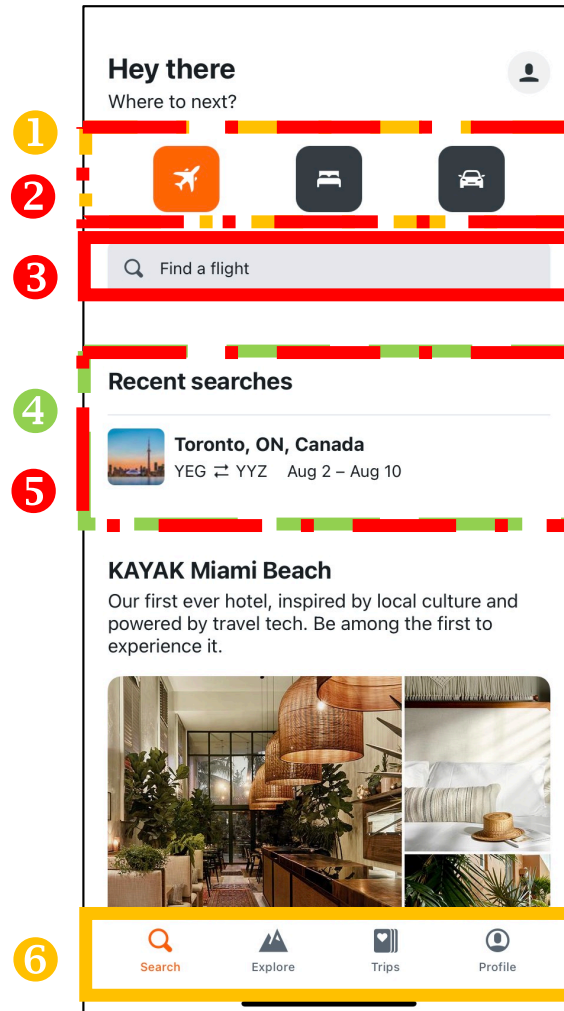 Hey there
Where to next?
1
2
3
Find a flight
Recent searches
4
Toronto, ON, Canada
YEG ⇄ YYZ Aug 2 – Aug 10
5
KAYAK Miami Beach
Our first ever hotel, inspired by local culture and
powered by travel tech. Be among the first to
experience it.
6
Search Explore Trips Profile